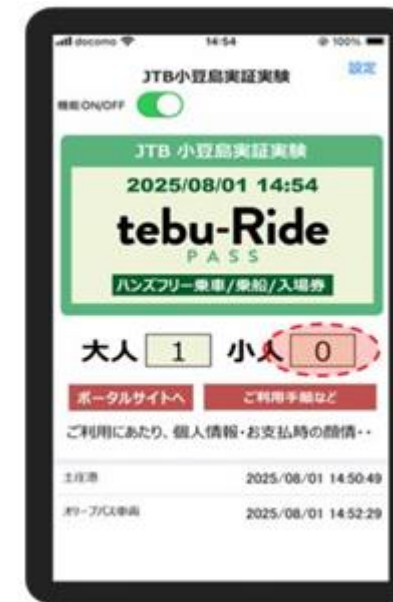 docomo 14:54 100%
JTB小豆島実証実験 設定
機能ON/OFF
JTB 小豆島実証実験
2025/08/01 14:54
tebu-Ride
PASS
ハンズフリー乗車/乗船/入場券
大人 1 小人 0
ポータルサイトへ ご利用手順など
ご利用にあたり、個人情報・お支払時の顔情・・
土庄港 2025/08/01 14:50:49
オリーブバス車両 2025/08/01 14:52:29